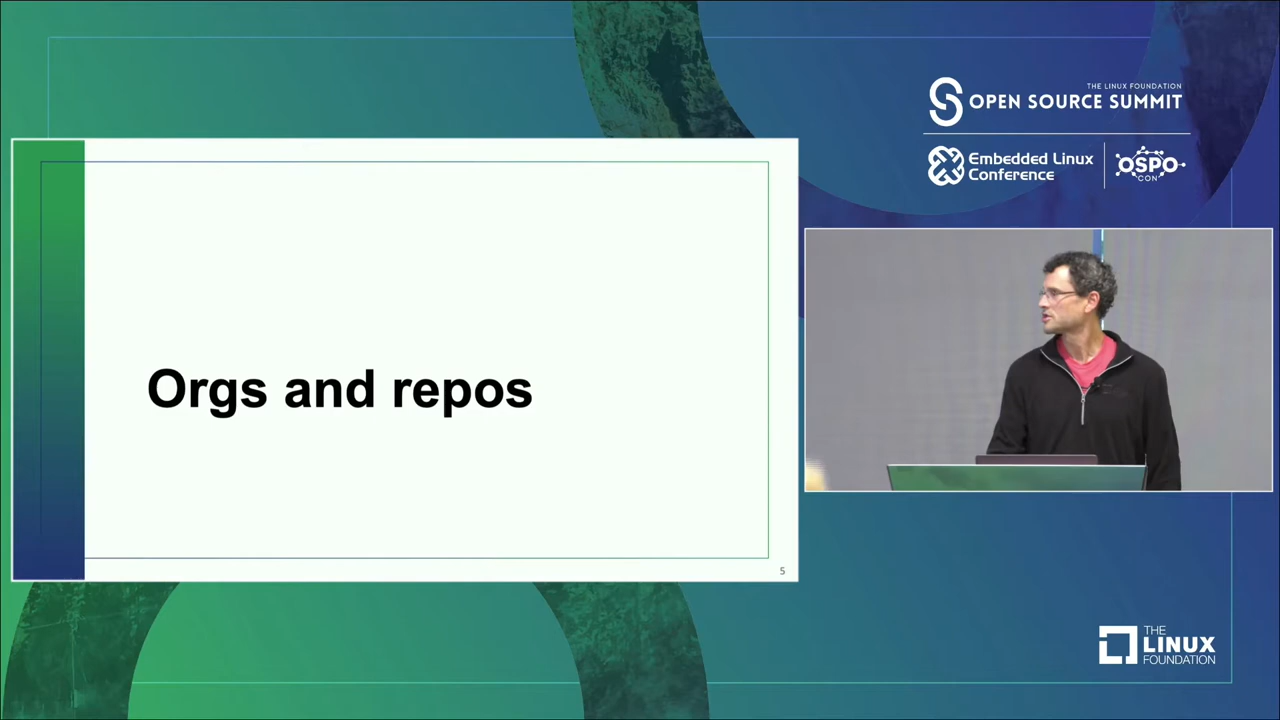 THE LINUX FOUNDATION
OPEN SOURCE SUMMIT
Embedded Linux
Conference
OSPO
CON
Orgs and repos
5
THE
LINUX
FOUNDATION